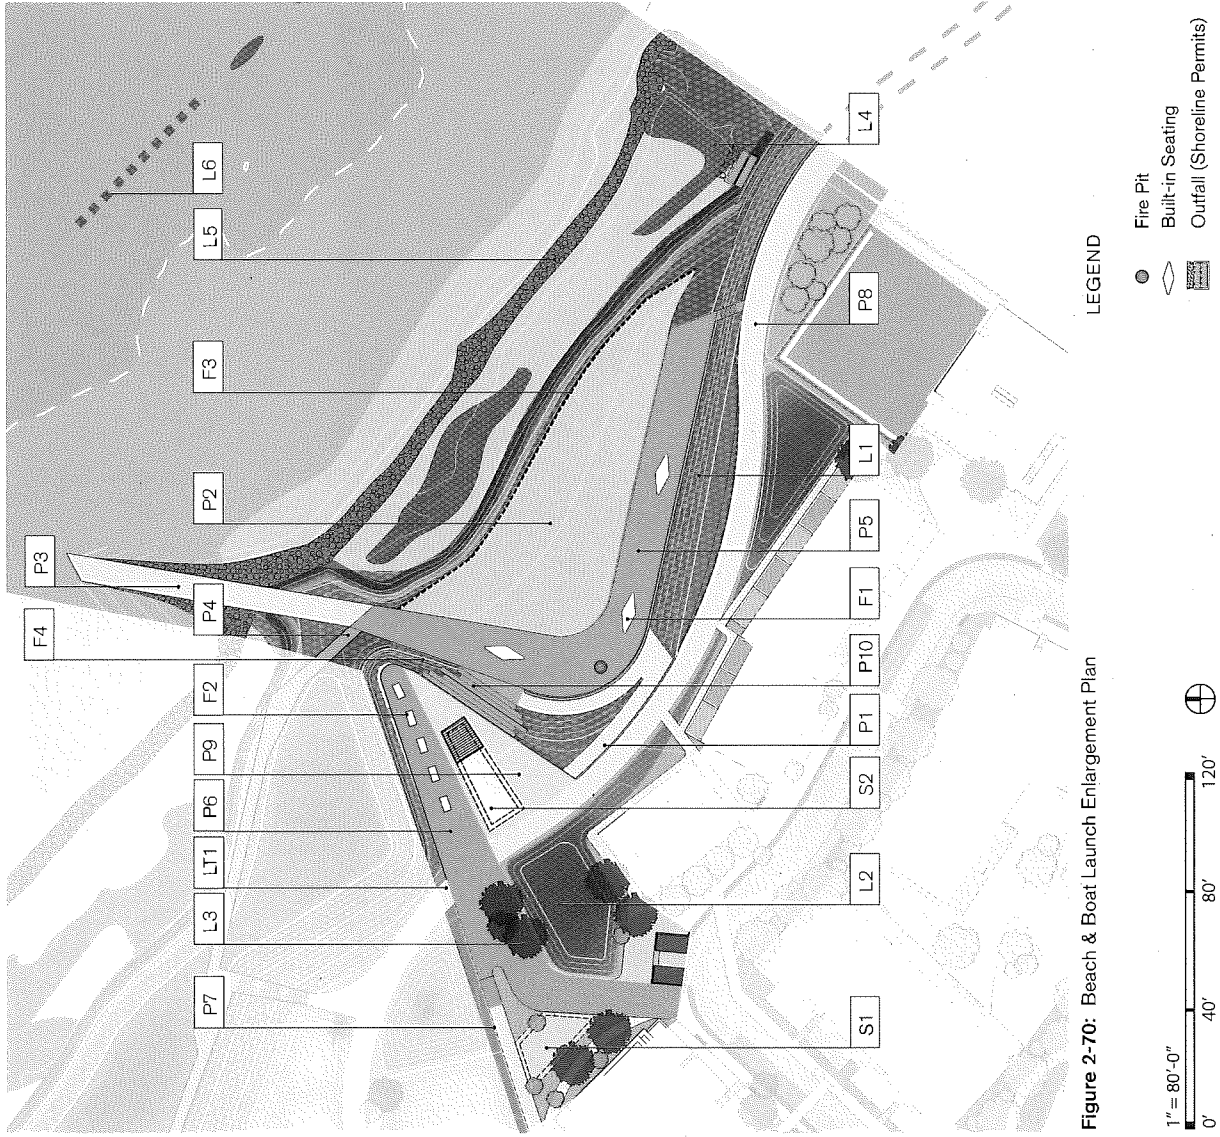 F4 P3
P7 L3 LT1 P6 P9 F2 P4 P2 F3 L5 L6
S1 L2 S2 P1 P10 F1 P5 L1 P8 L4
Figure 2-70: Beach & Boat Launch Enlargement Plan
1" = 80'-0"
0' 40' 80' 120'
LEGEND
Fire Pit
Built-in Seating
Outfall (Shoreline Permits)